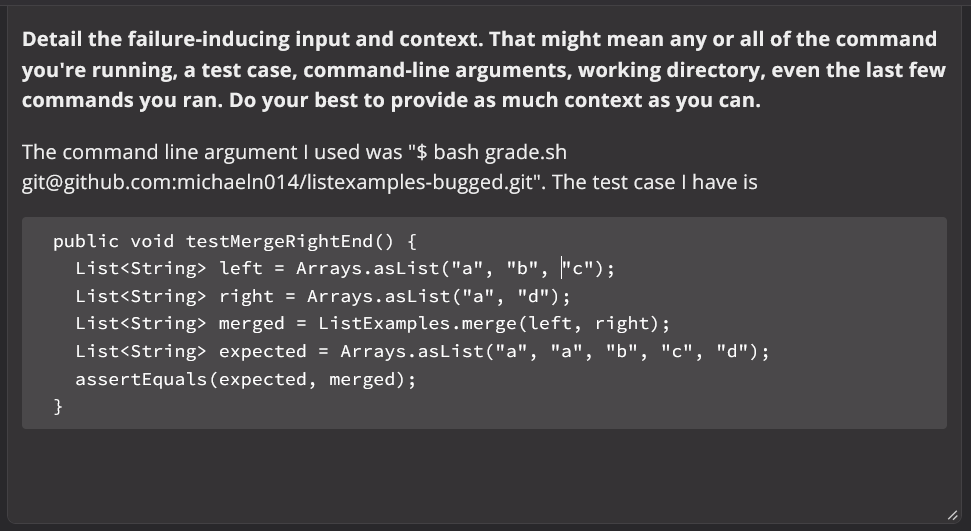 Detail the failure-inducing input and context. That might mean any or all of the command
you're running, a test case, command-line arguments, working directory, even the last few
commands you ran. Do your best to provide as much context as you can.
The command line argument I used was "$ bash grade.sh
git@github.com:michaeln014/listexamples-bugged.git". The test case I have is
public void testMergeRightEnd() {
List<String> left = Arrays.asList("a", "b", "c");
List<String> right = Arrays.asList("a", "d");
List<String> merged = ListExamples.merge(left, right);
List<String> expected = Arrays.asList("a", "a", "b", "c", "d");
assertEquals(expected, merged);
}